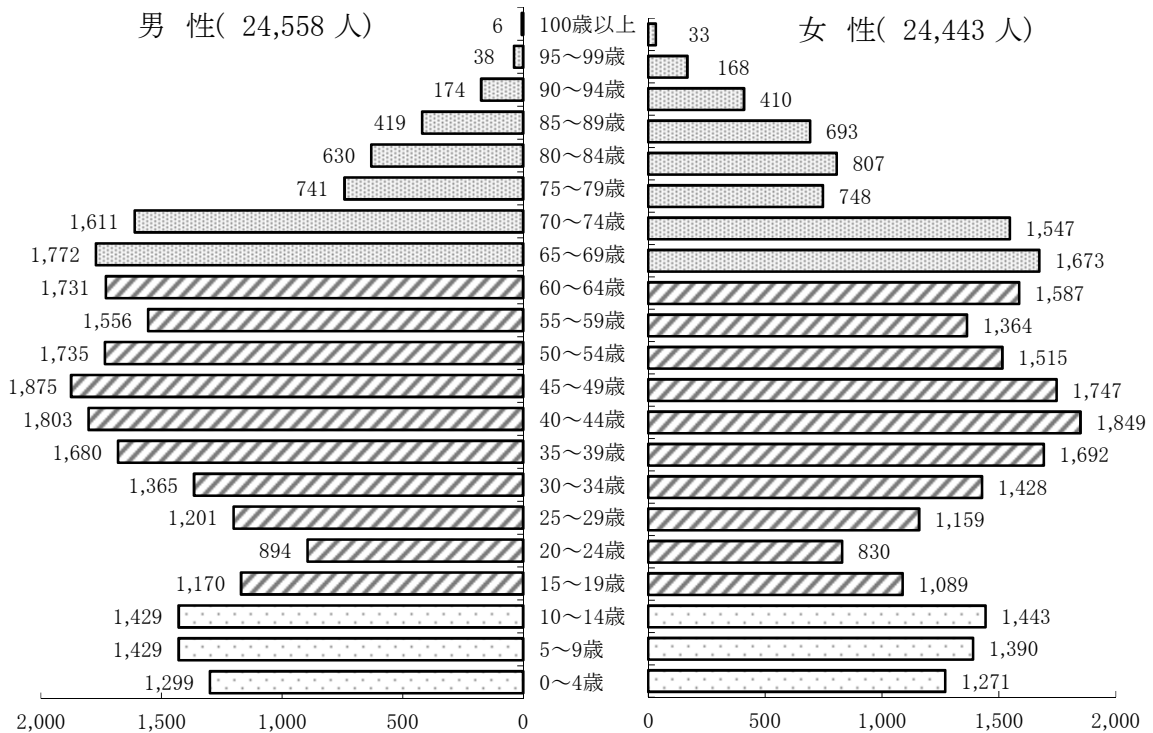 男 性( 24,558 人)
女 性( 24,443 人)
6 100歳以上 33
38 95～99歳 168
174 90～94歳 410
419 85～89歳 693
630 80～84歳 807
741 75～79歳 748
1,611 70～74歳 1,547
1,772 65～69歳 1,673
1,731 60～64歳 1,587
1,556 55～59歳 1,364
1,735 50～54歳 1,515
1,875 45～49歳 1,747
1,803 40～44歳 1,849
1,680 35～39歳 1,692
1,365 30～34歳 1,428
1,201 25～29歳 1,159
894 20～24歳 830
1,170 15～19歳 1,089
1,429 10～14歳 1,443
1,429 5～9歳 1,390
1,299 0～4歳 1,271
2,000 1,500 1,000 500 0 0 500 1,000 1,500 2,000